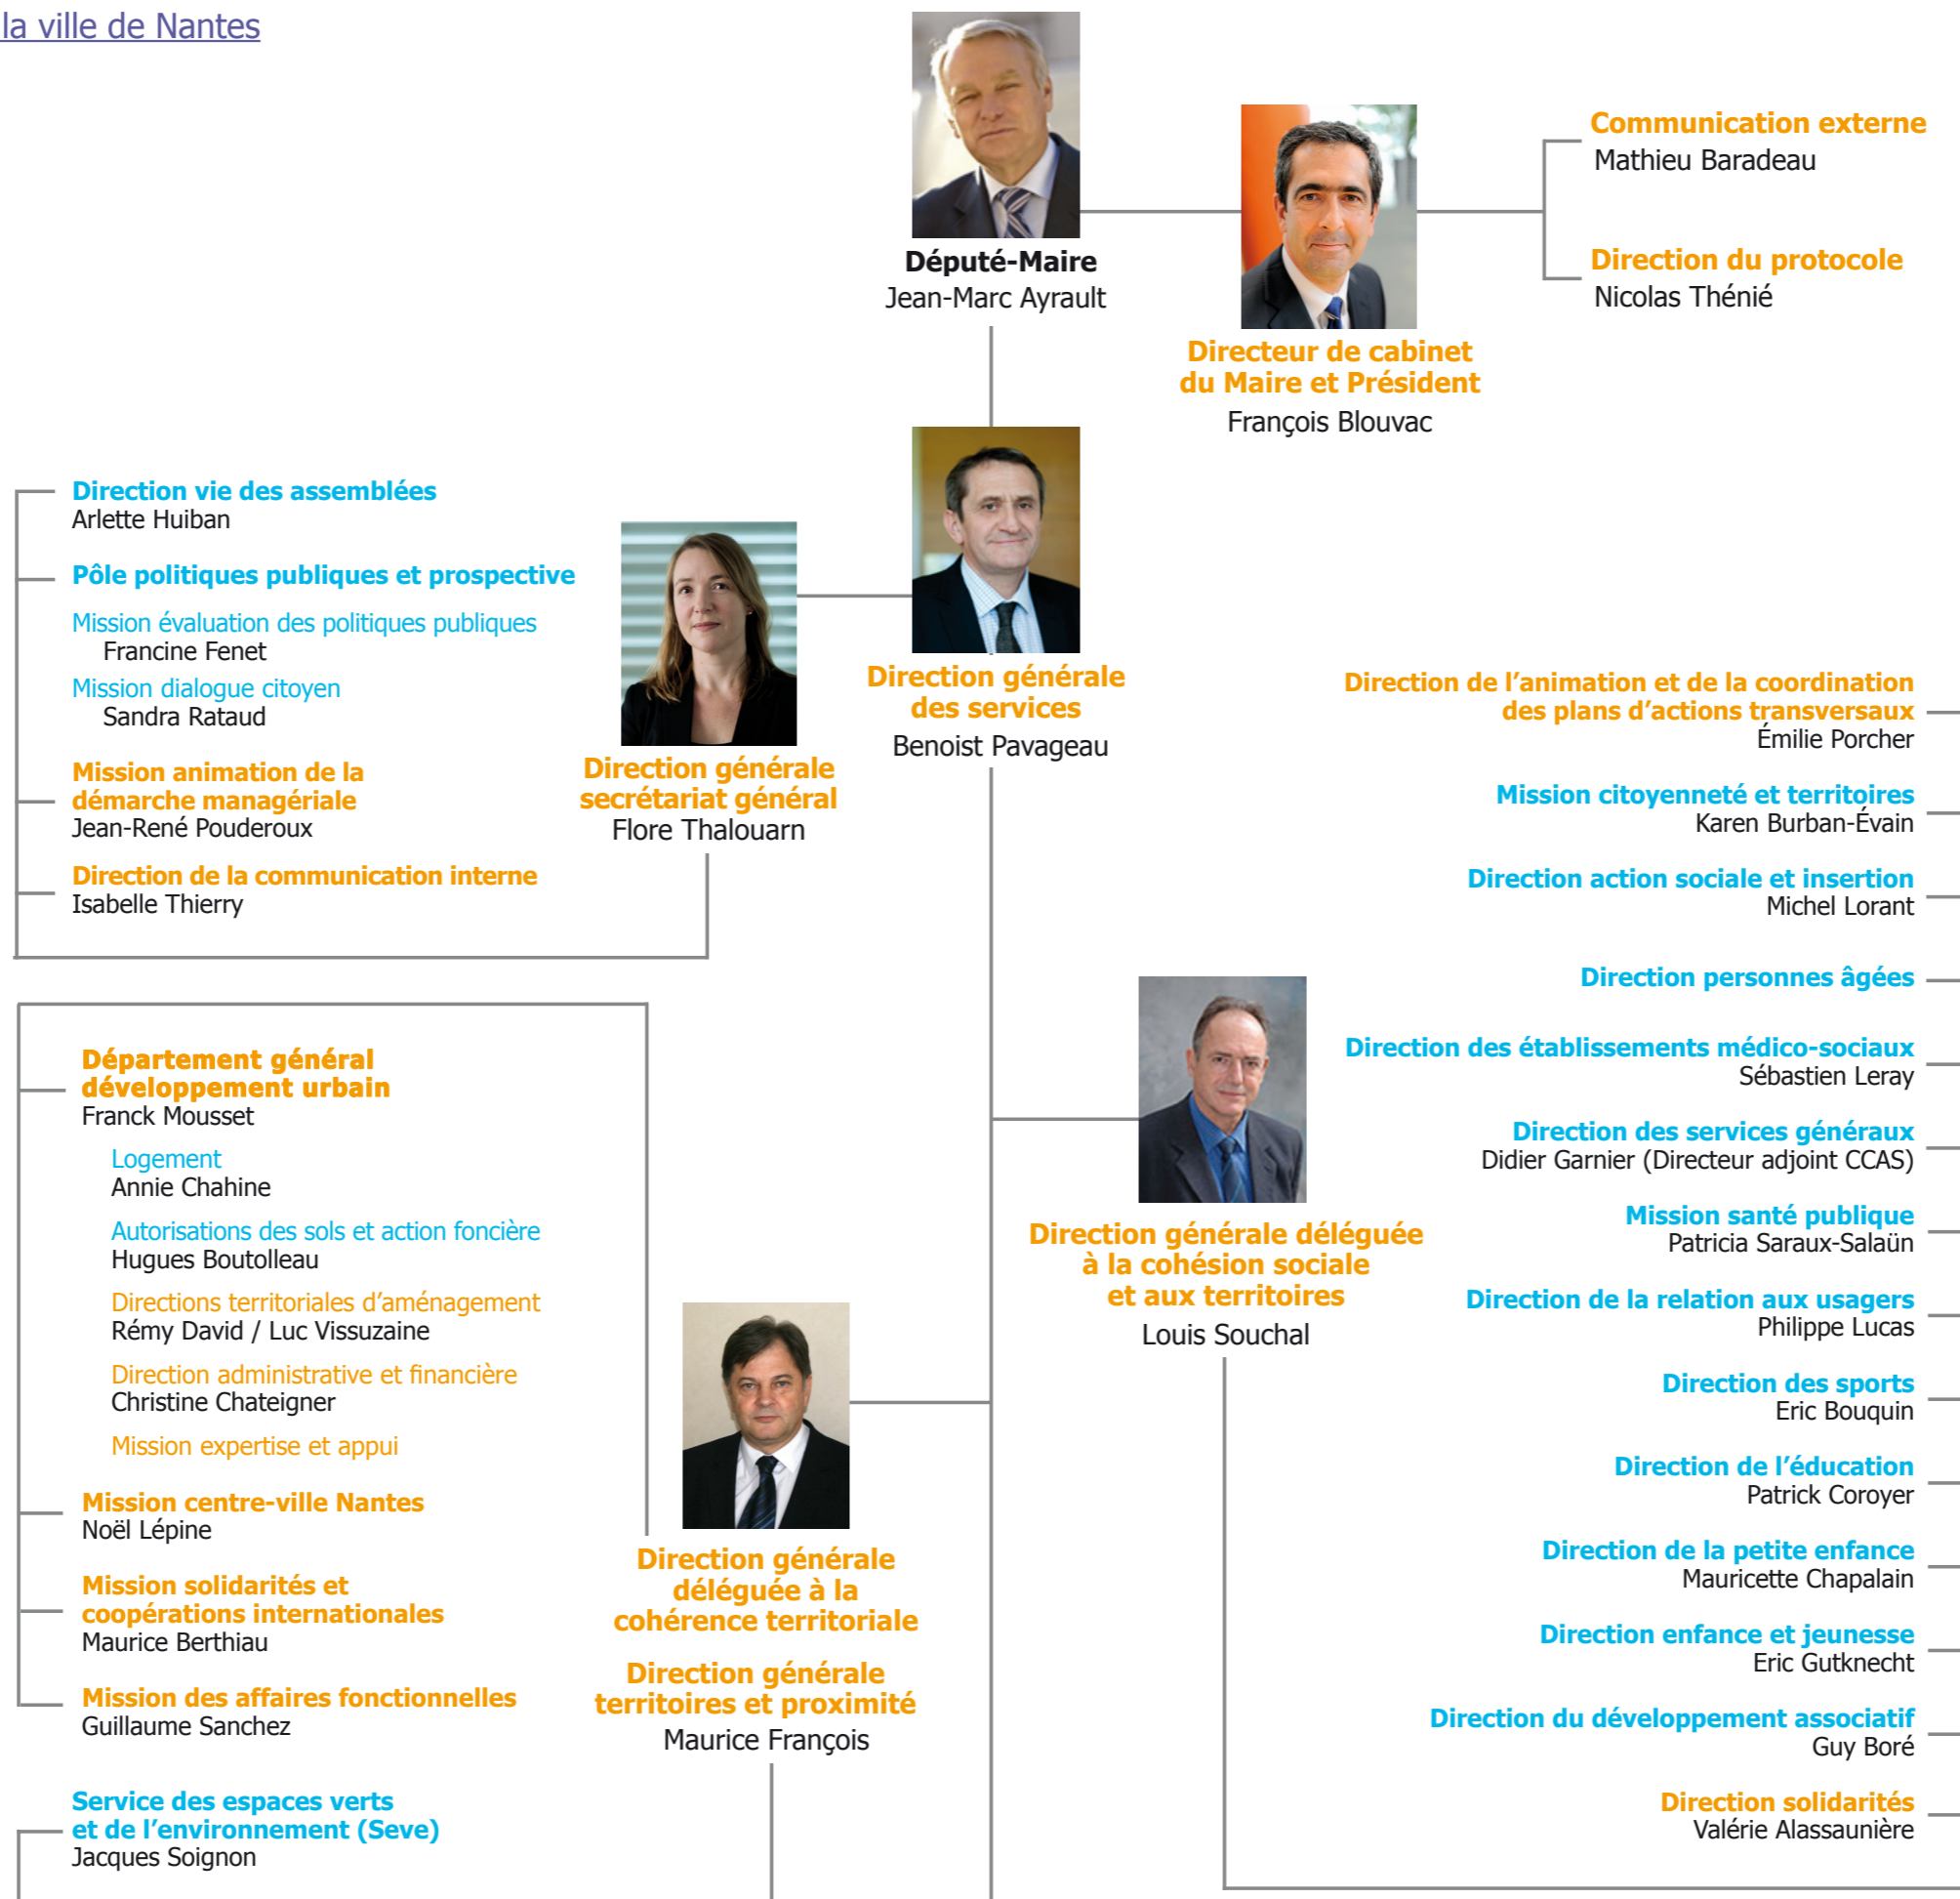 la ville de Nantes
Député-Maire
Jean-Marc Ayrault
Directeur de cabinet
du Maire et Président
François Blouvac
Communication externe
Mathieu Baradeau
Direction du protocole
Nicolas Thénié
Direction générale
des services
Benoist Pavageau
Direction générale
secrétariat général
Flore Thalouarn
Direction vie des assemblées
Arlette Huiban
Pôle politiques publiques et prospective
Mission évaluation des politiques publiques
Francine Fenet
Mission dialogue citoyen
Sandra Rataud
Mission animation de la
démarche managériale
Jean-René Pouderoux
Direction de la communication interne
Isabelle Thierry
Direction générale déléguée
à la cohésion sociale
et aux territoires
Louis Souchal
Direction de l’animation et de la coordination
des plans d’actions transversaux
Émilie Porcher
Mission citoyenneté et territoires
Karen Burban-Évain
Direction action sociale et insertion
Michel Lorant
Direction personnes âgées
Direction des établissements médico-sociaux
Sébastien Leray
Direction des services généraux
Didier Garnier (Directeur adjoint CCAS)
Mission santé publique
Patricia Saraux-Salaün
Direction de la relation aux usagers
Philippe Lucas
Direction des sports
Eric Bouquin
Direction de l’éducation
Patrick Coroyer
Direction de la petite enfance
Mauricette Chapalain
Direction enfance et jeunesse
Eric Gutknecht
Direction du développement associatif
Guy Boré
Direction solidarités
Valérie Alassaunière
Direction générale
déléguée à la
cohérence territoriale
Direction générale
territoires et proximité
Maurice François
Département général
développement urbain
Franck Mousset
Logement
Annie Chahine
Autorisations des sols et action foncière
Hugues Boutolleau
Directions territoriales d’aménagement
Rémy David / Luc Vissuzaine
Direction administrative et financière
Christine Chateigner
Mission expertise et appui
Mission centre-ville Nantes
Noël Lépine
Mission solidarités et
coopérations internationales
Maurice Berthiau
Mission des affaires fonctionnelles
Guillaume Sanchez
Service des espaces verts
et de l’environnement (Seve)
Jacques Soignon